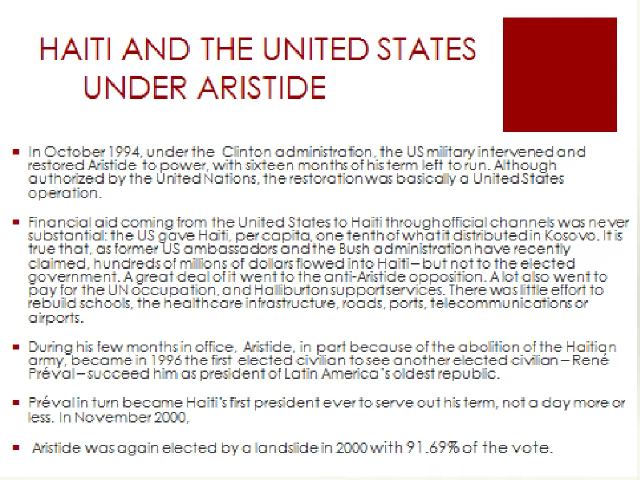 HAITI AND THE UNITED STATES
UNDER ARISTIDE
In October 1994, under the Clinton administration, the US military intervened and
restored Aristide to power, with sixteen months of his term left to run. Although
authorized by the United Nations, the restoration was basically a United States
operation.
Financial aid coming from the United States to Haiti through official channels was never
substantial: the US gave Haiti, per capita, one tenth of what it distributed in Kosovo. It is
true that, as former US ambassadors and the Bush administration have recently
claimed, hundreds of millions of dollars flowed into Haiti – but not to the elected
government. A great deal of it went to the anti-Aristide opposition. A lot also went to
pay for the UN occupation, and Halliburton support services. There was little effort to
rebuild schools, the healthcare infrastructure, roads, ports, telecommunications or
airports.
During his few months in office, Aristide, in part because of the abolition of the Haitian
army, became in 1996 the first elected civilian to see another elected civilian – René
Préval – succeed him as president of Latin America's oldest republic.
Préval in turn became Haiti's first president ever to serve out his term, not a day more or
less. In November 2000,
Aristide was again elected by a landslide in 2000 with 91.69% of the vote.